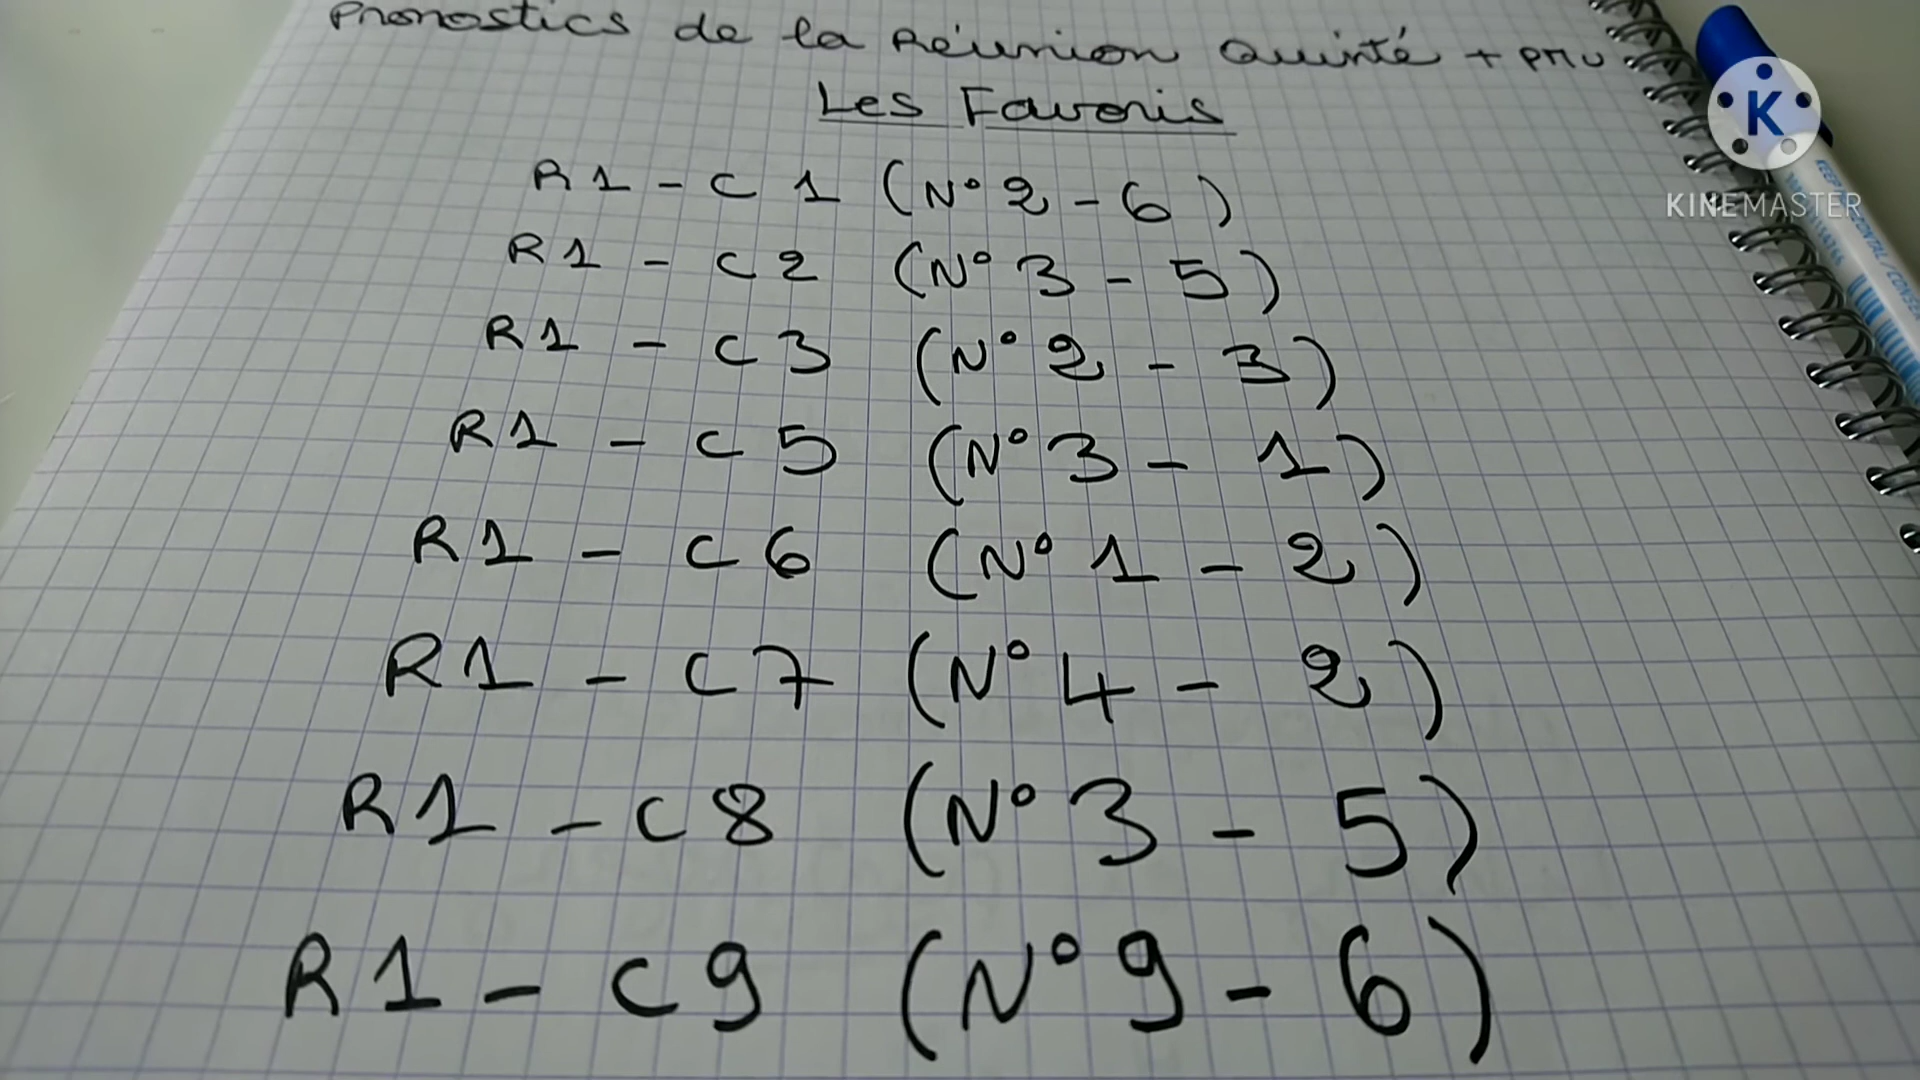 Pronostics de la Réunion Quinté + PMU
Les Favoris
R1 - C1 (N° 2 - 6)
R1 - C2 (N° 3 - 5)
R1 - C3 (N° 2 - 3)
R1 - C5 (N° 3 - 1)
R1 - C6 (N° 1 - 2)
R1 - C7 (N° 4 - 2)
R1 - C8 (N° 3 - 5)
R1 - C9 (N° 9 - 6)
K
KINEMASTER